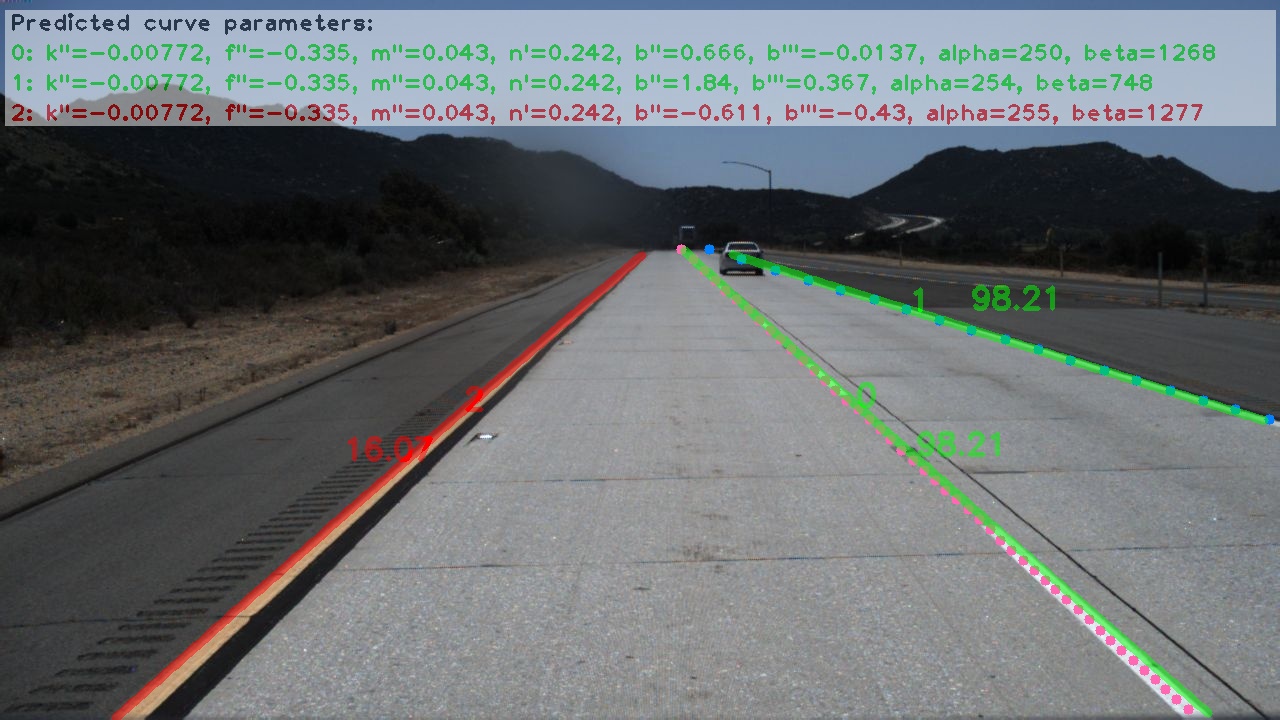 Predicted curve parameters:
0: k''=-0.00772, f''=-0.335, m''=0.043, n'=0.242, b''=0.666, b'''=-0.0137, alpha=250, beta=1268
1: k''=-0.00772, f''=-0.335, m''=0.043, n'=0.242, b''=1.84, b'''=0.367, alpha=254, beta=748
2: k''=-0.00772, f''=-0.335, m''=0.043, n'=0.242, b''=-0.611, b'''=-0.43, alpha=255, beta=1277
1 98.21
2 0
16.07 98.21